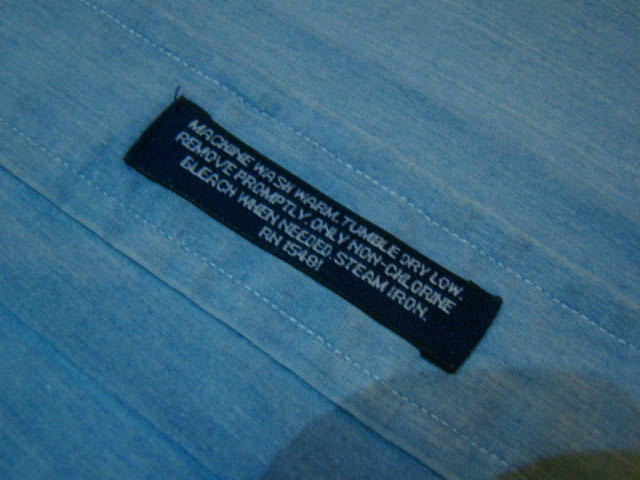 MACHINE WASH WARM. TUMBLE DRY LOW.
REMOVE PROMPTLY. ONLY NON-CHLORINE
BLEACH WHEN NEEDED. STEAM IRON.
RN 15481